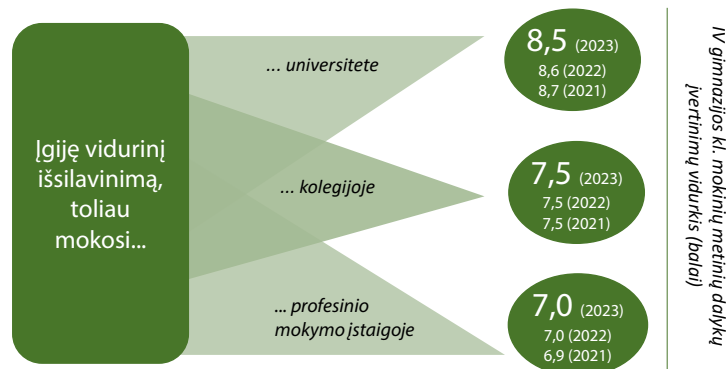 Įgiję vidurinį
išsilavinimą,
toliau
mokosi...
... universitete
8,5 (2023)
8,6 (2022)
8,7 (2021)
... kolegijoje
7,5 (2023)
7,5 (2022)
7,5 (2021)
... profesinio
mokymo įstaigoje
7,0 (2023)
7,0 (2022)
6,9 (2021)
IV gimnazijos kl. mokinių metinių dalykų
įvertinimų vidurkis (balai)